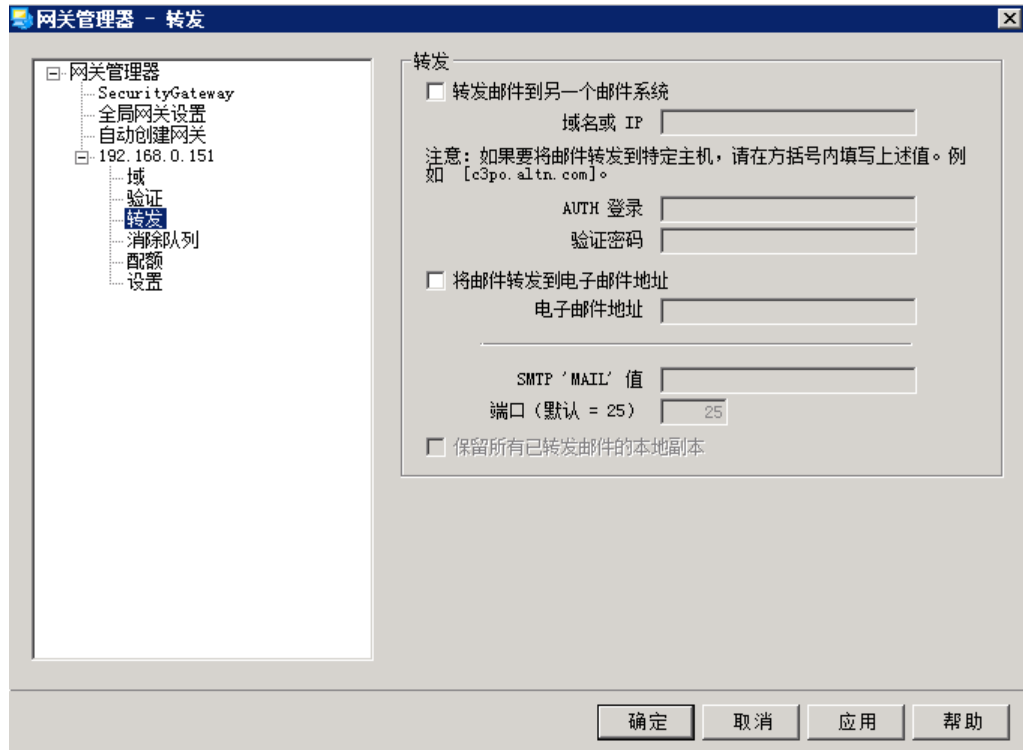 网关管理器 - 转发
网关管理器
SecurityGateway
全局网关设置
自动创建网关
192.168.0.151
域
验证
转发
消除队列
配额
设置
转发
转发邮件到另一个邮件系统
域名或 IP
注意：如果要将邮件转发到特定主机，请在方括号内填写上述值。例
如 [c3po.altn.com]。
AUTH 登录
验证密码
将邮件转发到电子邮件地址
电子邮件地址
SMTP 'MAIL' 值
端口（默认 = 25） 25
保留所有已转发邮件的本地副本
确定 取消 应用 帮助